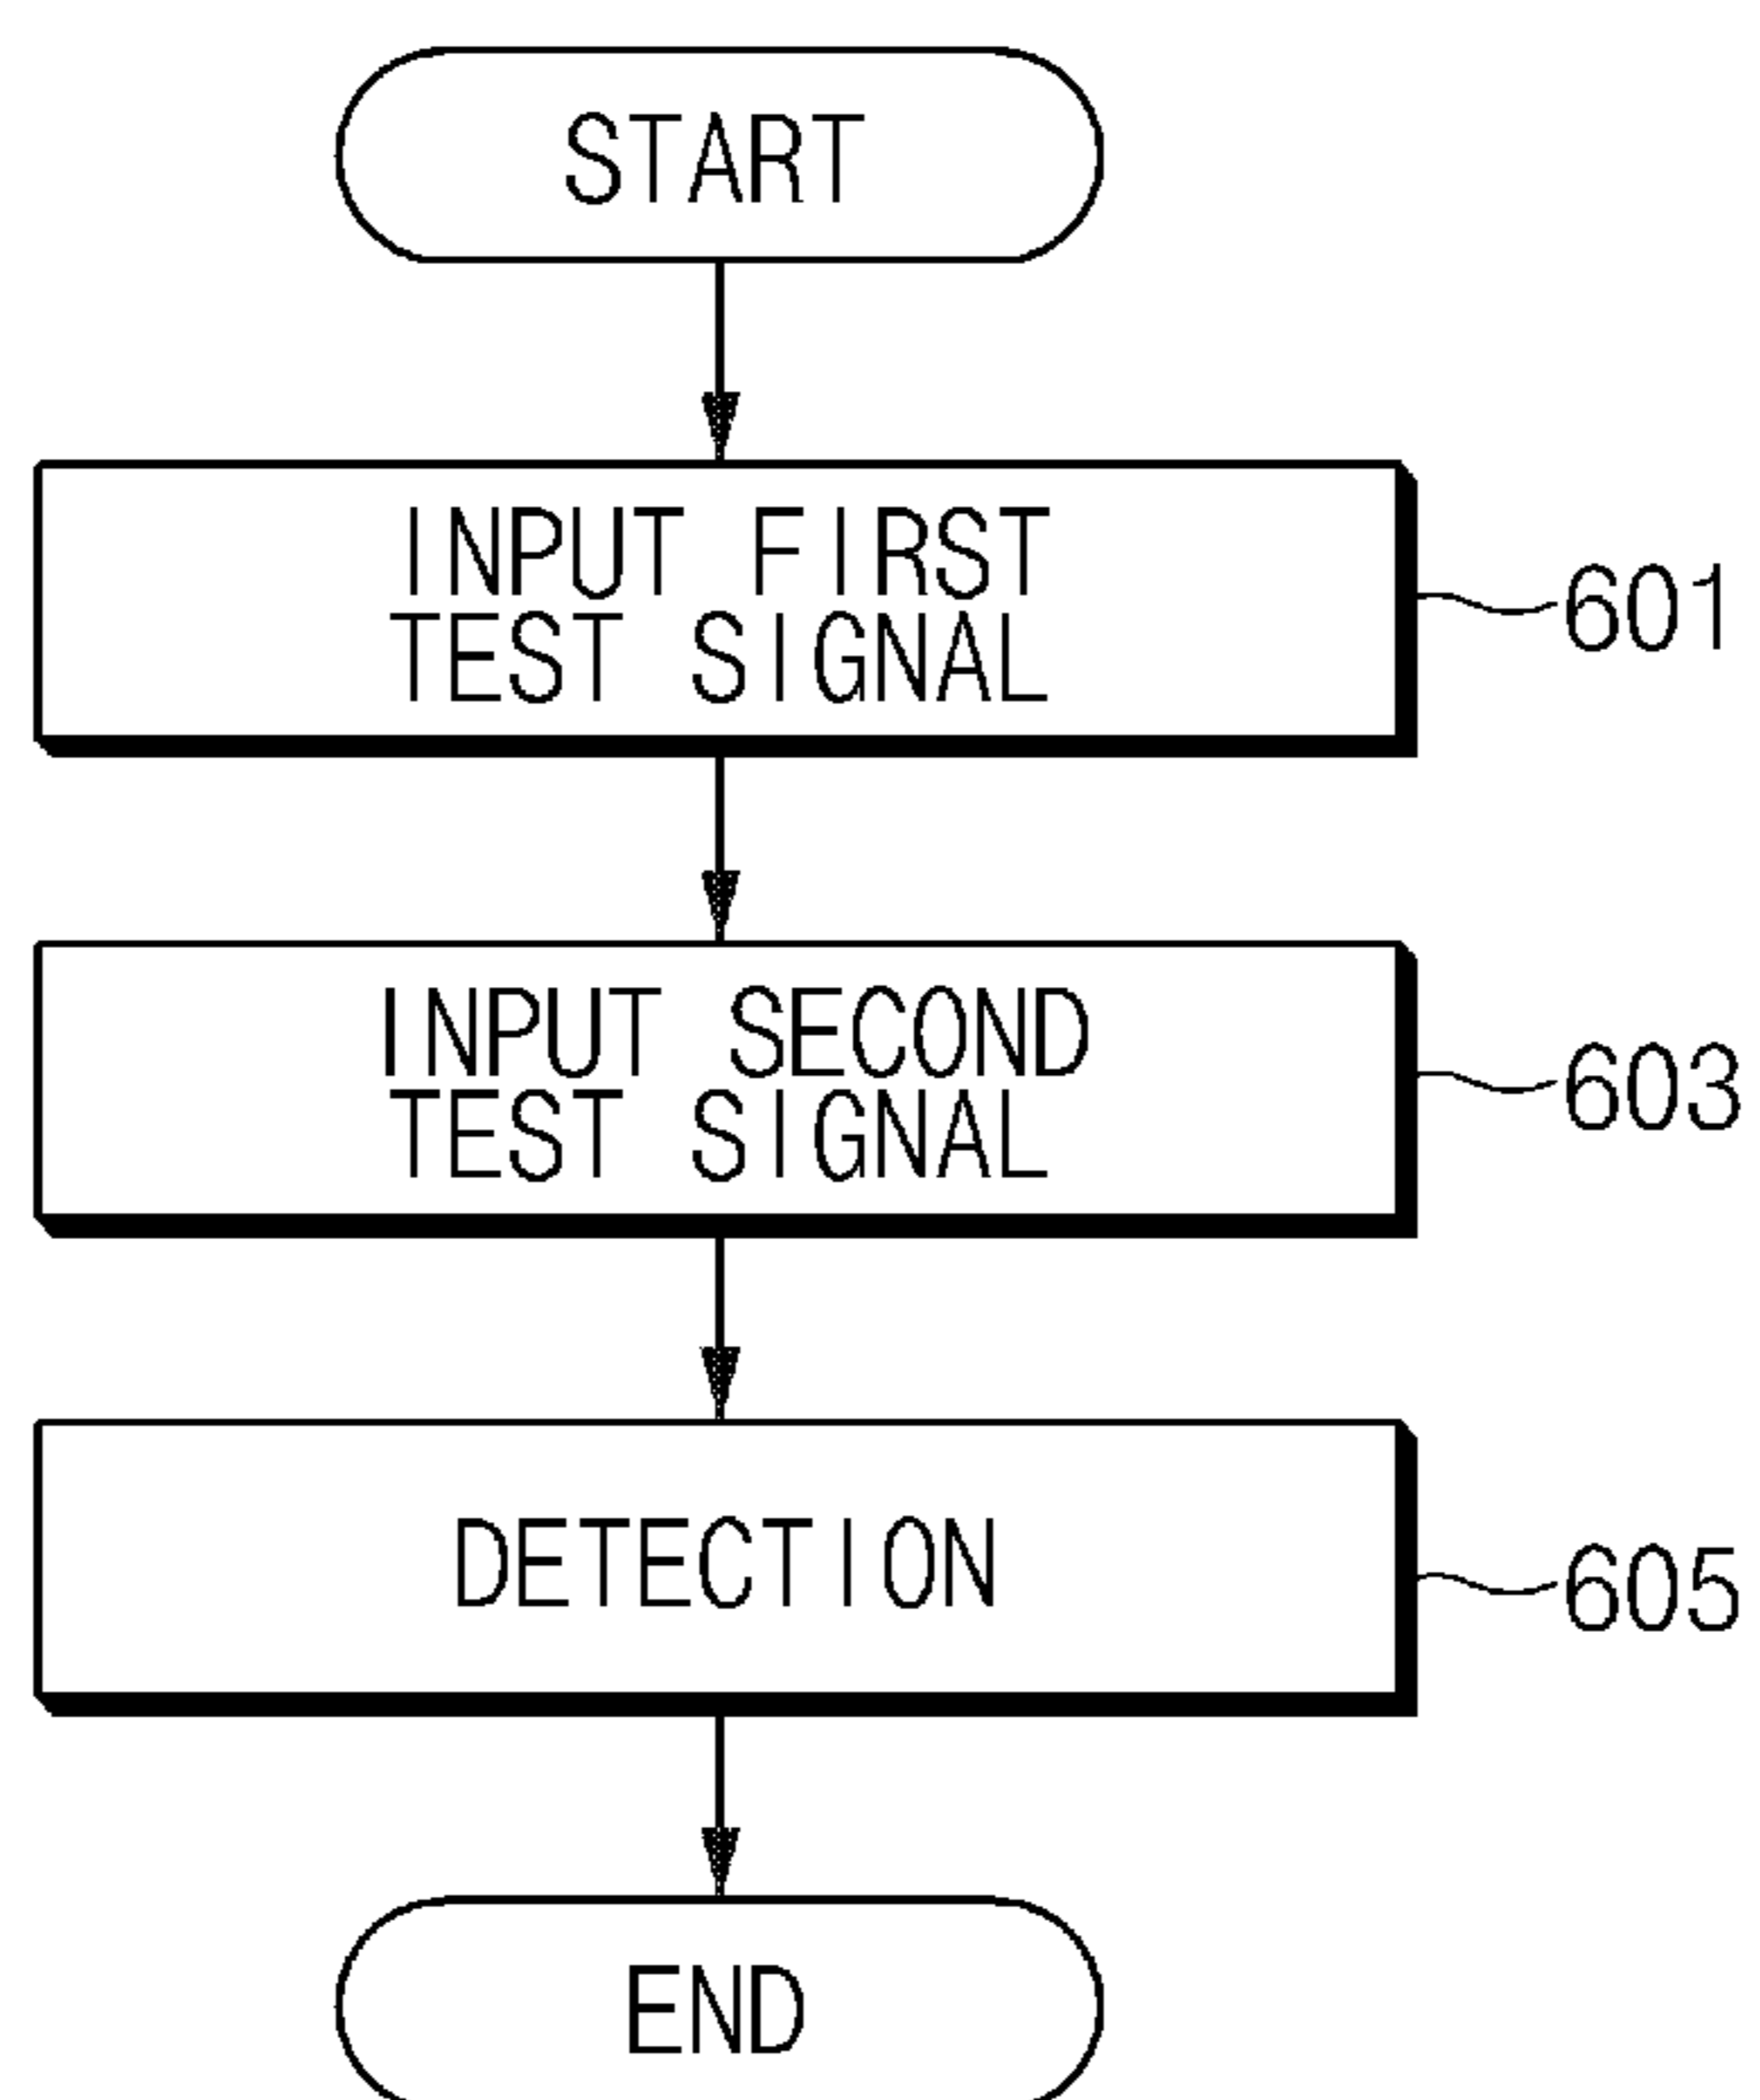 START
INPUT FIRST
TEST SIGNAL
601
INPUT SECOND
TEST SIGNAL
603
DETECTION
605
END